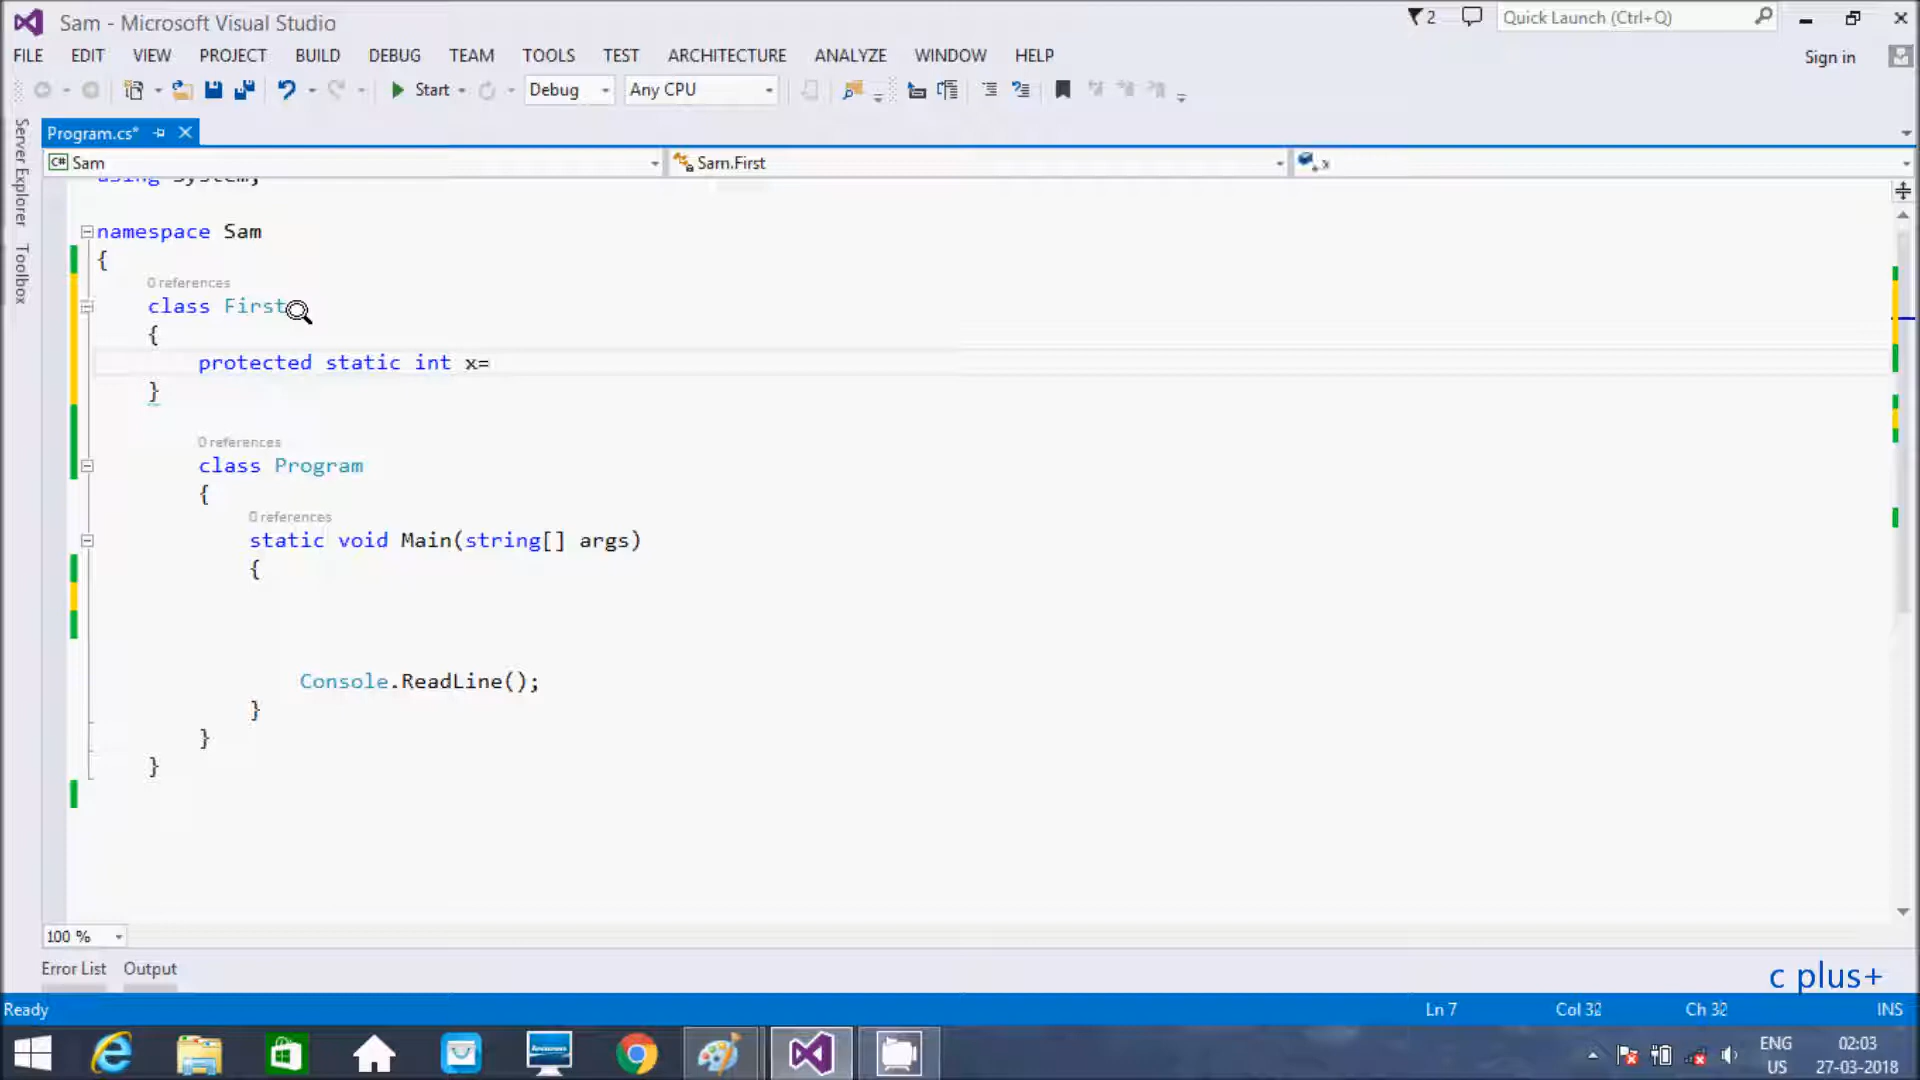 Sam - Microsoft Visual Studio
2
Quick Launch (Ctrl+Q)
FILE EDIT VIEW PROJECT BUILD DEBUG TEAM TOOLS TEST ARCHITECTURE ANALYZE WINDOW HELP
Sign in
Start Debug Any CPU
Server Explorer
Toolbox
Program.cs*
C# Sam
Sam.First
x
using System;
namespace Sam
{
0 references
class First
{
protected static int x=
}
0 references
class Program
{
0 references
static void Main(string[] args)
{
Console.ReadLine();
}
}
}
100 %
Error List Output
c plus+
Ready
Ln 7 Col 32 Ch 32 INS
ENG 02:03
US 27-03-2018